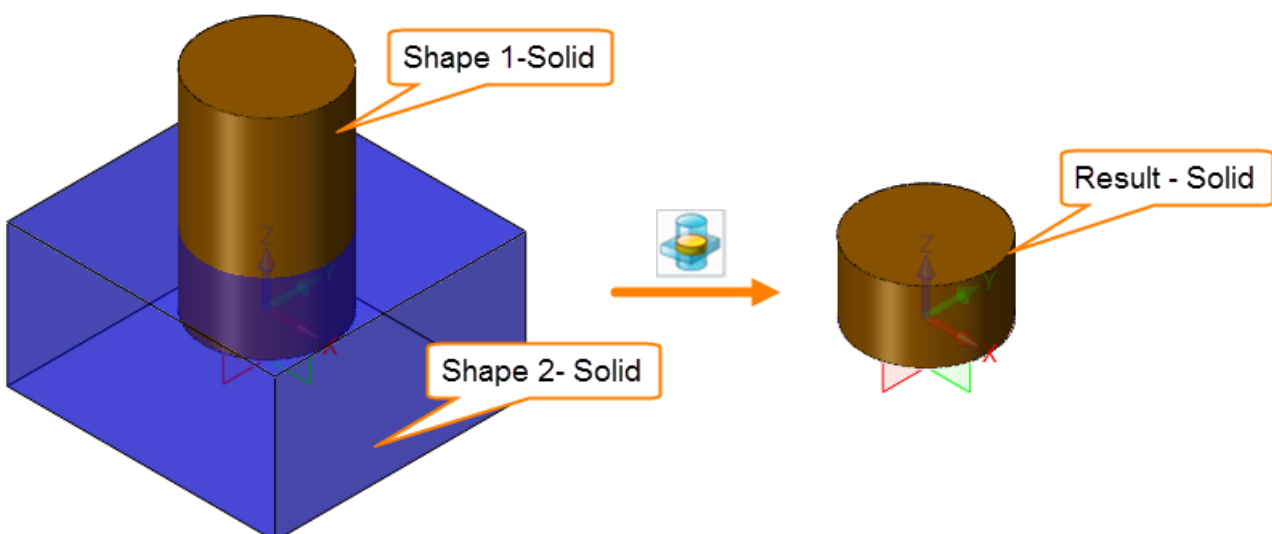 Shape 1-Solid
Result - Solid
Z
Y
X
Shape 2- Solid
Z
Y
X